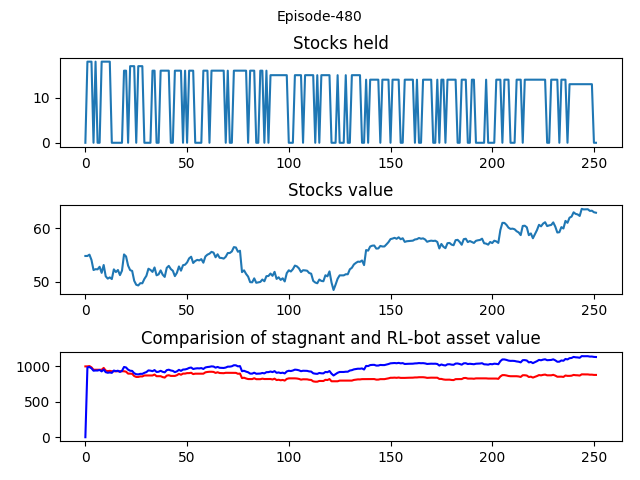 Episode-480
Stocks held
10
0
0 50 100 150 200 250
Stocks value
60
50
0 50 100 150 200 250
Comparision of stagnant and RL-bot asset value
1000
500
0
0 50 100 150 200 250